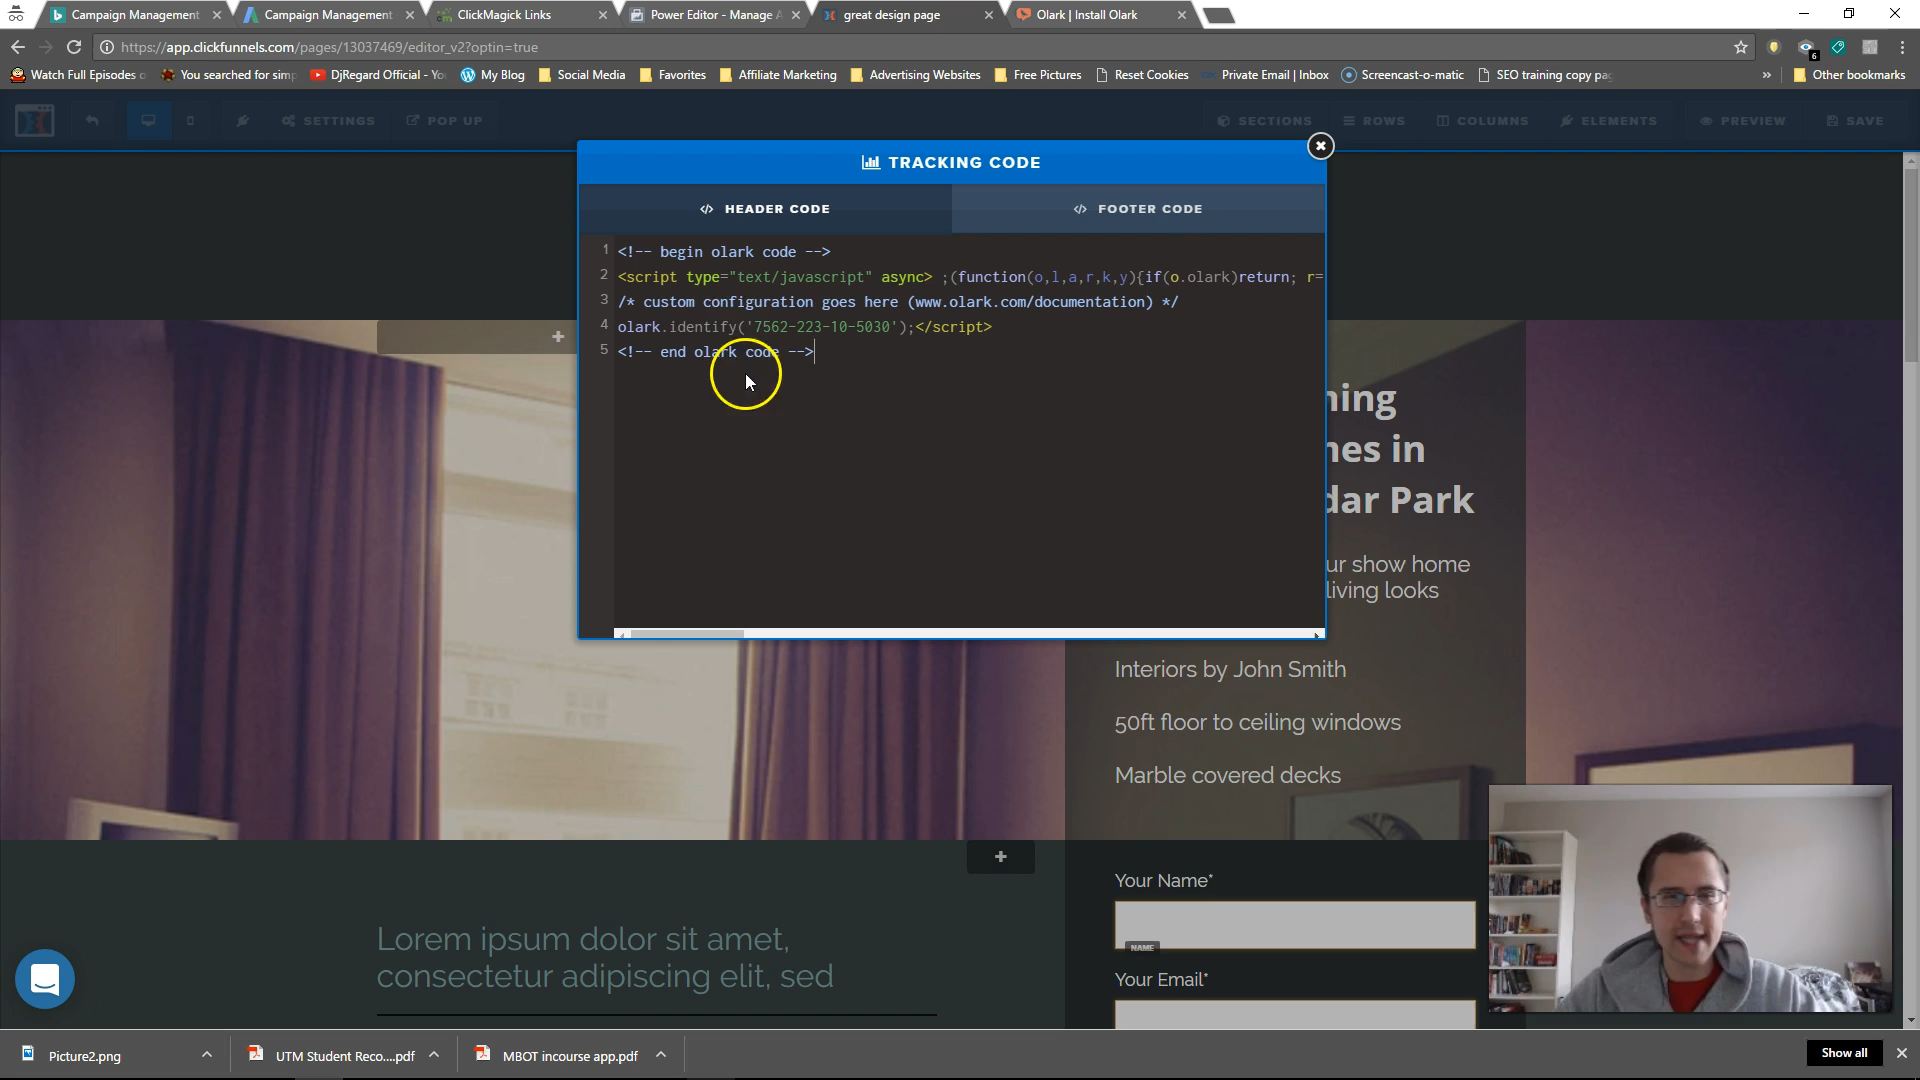 Campaign Management
Campaign Management
ClickMagick Links
Power Editor - Manage A
great design page
Olark | Install Olark
https://app.clickfunnels.com/pages/13037469/editor_v2?optin=true
6
Watch Full Episodes o
You searched for simp
DjRegard Official - Yo
My Blog
Social Media
Favorites
Affiliate Marketing
Advertising Websites
Free Pictures
Reset Cookies
Private Email | Inbox
Screencast-o-matic
SEO training copy pag
»
Other bookmarks
SETTINGS
POP UP
SECTIONS
ROWS
COLUMNS
ELEMENTS
PREVIEW
SAVE
TRACKING CODE
</> HEADER CODE
</> FOOTER CODE
1 <!-- begin olark code -->
2 <script type="text/javascript" async> ;(function(o,l,a,r,k,y){if(o.olark)return; r=
3 /* custom configuration goes here (www.olark.com/documentation) */
4 olark.identify('7562-223-10-5030');</script>
5 <!-- end olark code -->
ning
nes in
dar Park
ur show home
living looks
Interiors by John Smith
50ft floor to ceiling windows
Marble covered decks
Your Name*
NAME
Your Email*
Lorem ipsum dolor sit amet,
consectetur adipiscing elit, sed
Picture2.png
UTM Student Reco....pdf
MBOT incourse app.pdf
Show all